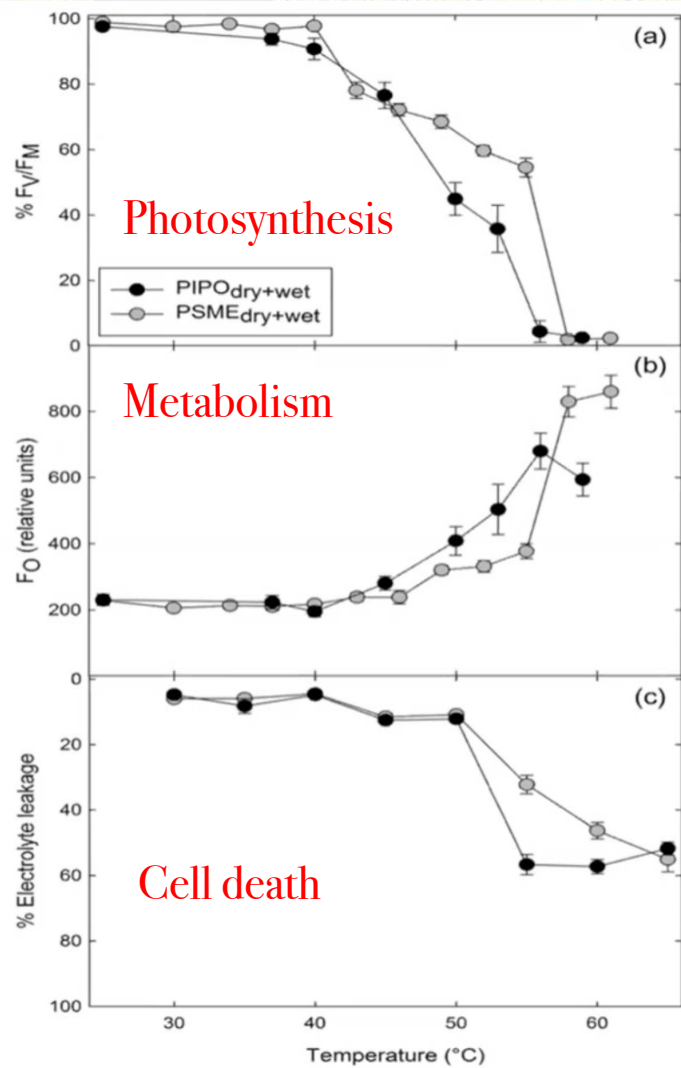 100
(a)
80
60
% FV/FM
40
Photosynthesis
20
PIPOdry+wet
PSMEdry+wet
0
(b)
Metabolism
800
600
FO (relative units)
400
200
0
(c)
20
40
% Electrolyte leakage
Cell death
60
80
100
30 40 50 60
Temperature (°C)